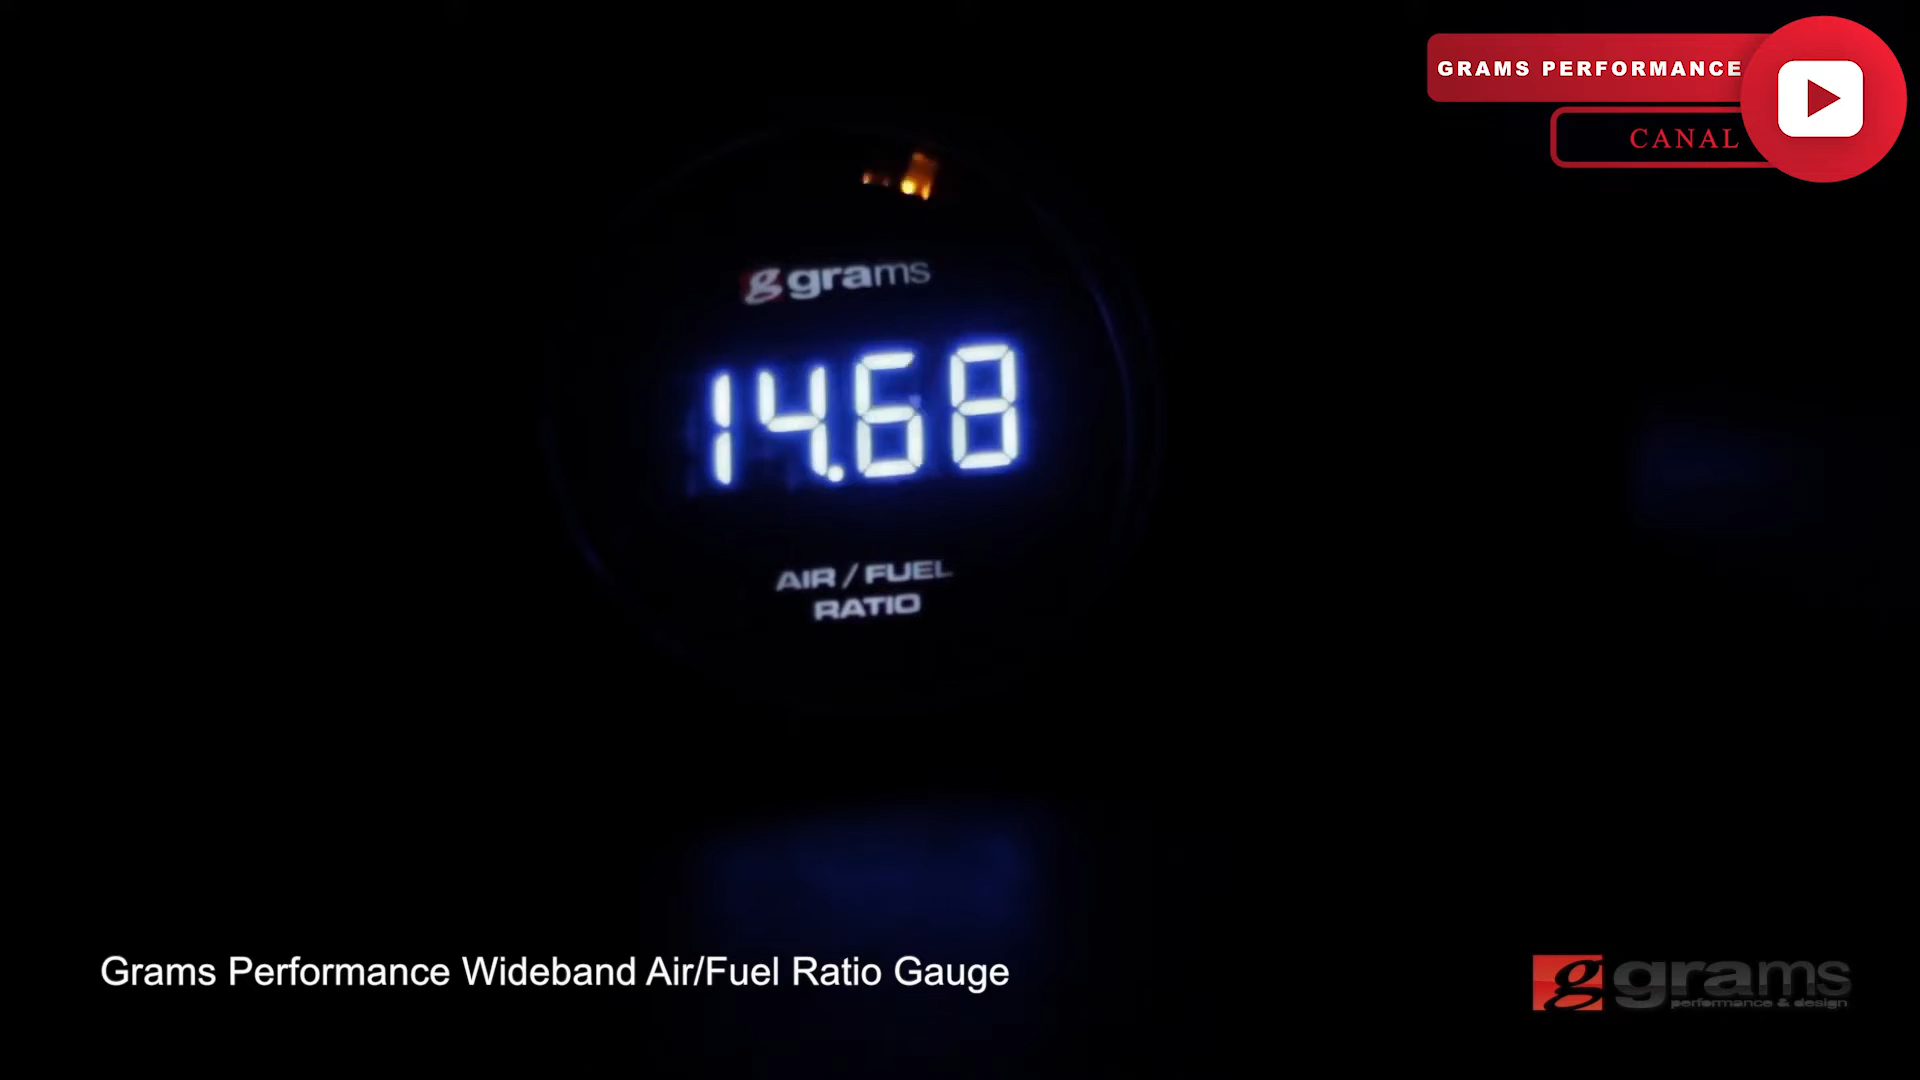 GRAMS PERFORMANCE
CANAL
g grams
14.68
AIR / FUEL
RATIO
Grams Performance Wideband Air/Fuel Ratio Gauge
g grams
performance & design